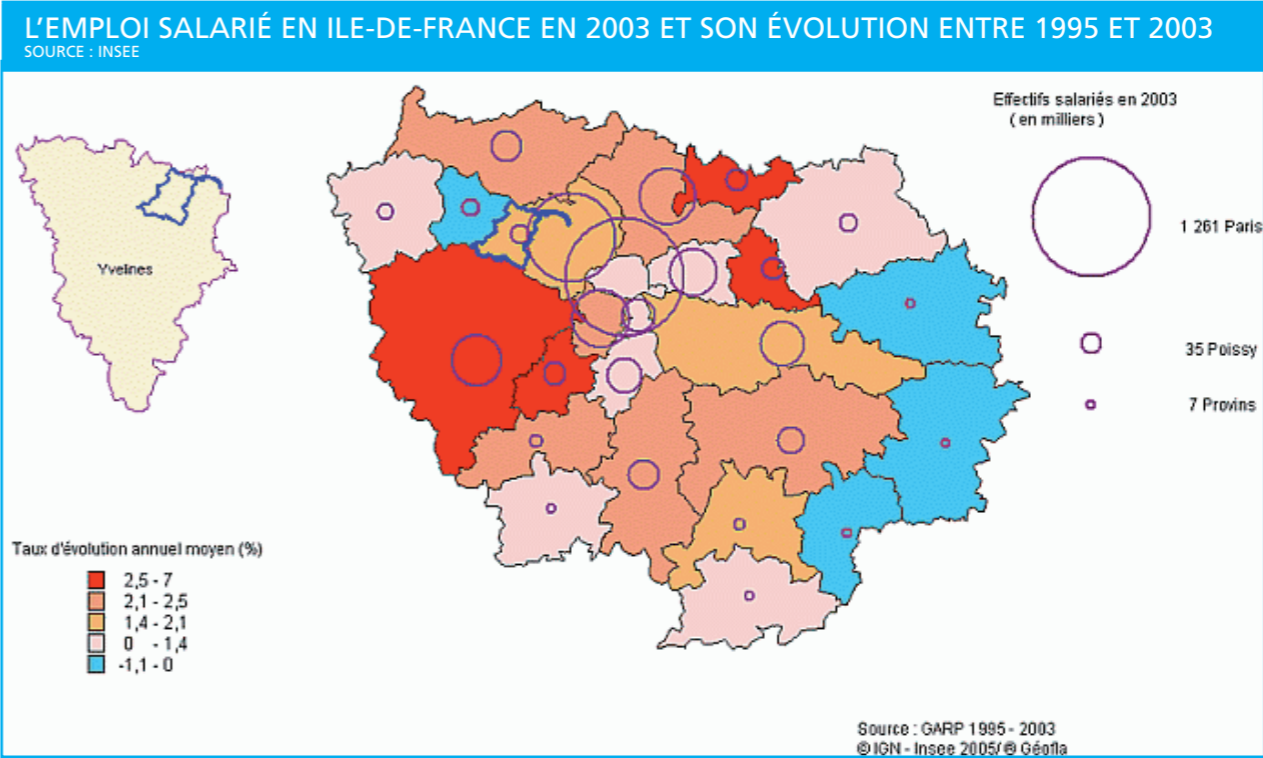 L’EMPLOI SALARIÉ EN ILE-DE-FRANCE EN 2003 ET SON ÉVOLUTION ENTRE 1995 ET 2003
SOURCE : INSEE
Effectifs salariés en 2003
( en milliers )
1 261 Paris
35 Poissy
7 Provins
Yvelines
Taux d'évolution annuel moyen (%)
2,5 - 7
2,1 - 2,5
1,4 - 2,1
0 - 1,4
-1,1 - 0
Source : GARP 1995 - 2003
© IGN - Insee 2005/ ® Géofla